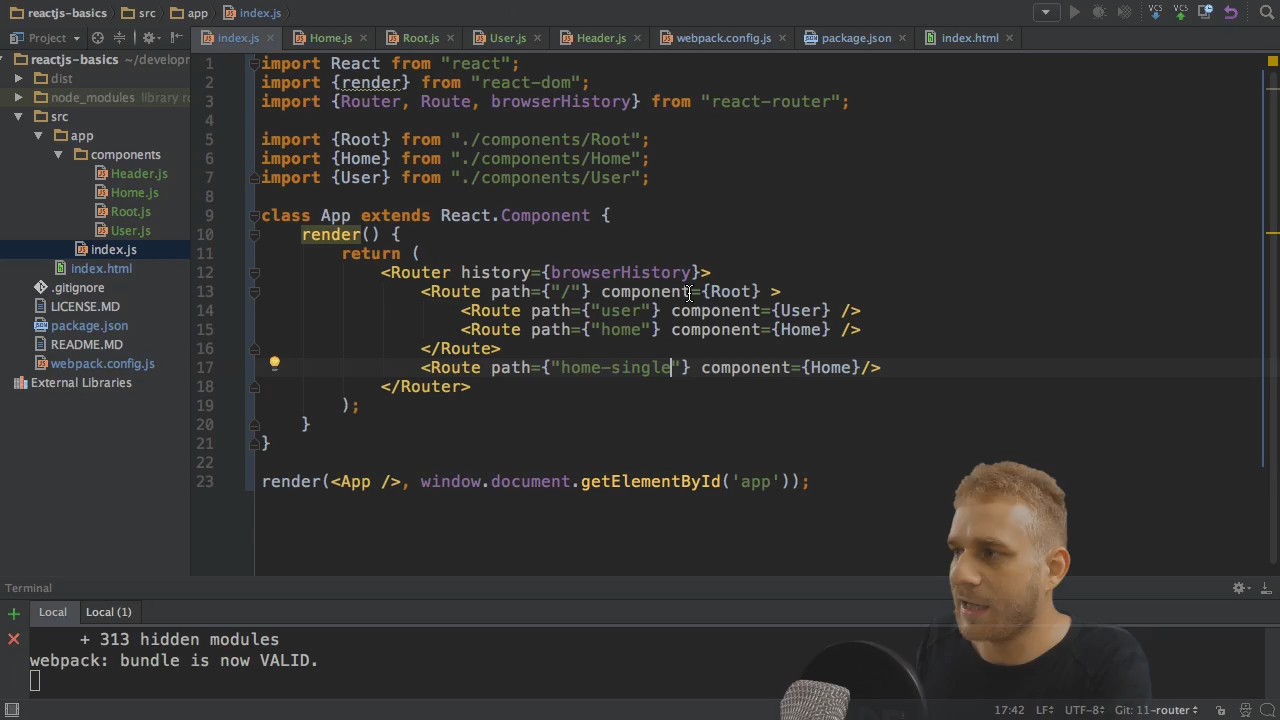 reactjs-basics src app index.js
Project index.js Home.js Root.js User.js Header.js webpack.config.js package.json index.html
reactjs-basics ~/developm
dist
node_modules library ro
src
app
components
Header.js
Home.js
Root.js
User.js
index.js
index.html
.gitignore
LICENSE.MD
package.json
README.MD
webpack.config.js
External Libraries
1 import React from "react";
2 import {render} from "react-dom";
3 import {Router, Route, browserHistory} from "react-router";
4
5 import {Root} from "./components/Root";
6 import {Home} from "./components/Home";
7 import {User} from "./components/User";
8
9 class App extends React.Component {
10 render() {
11 return (
12 <Router history={browserHistory}>
13 <Route path={"/"} component={Root} >
14 <Route path={"user"} component={User} />
15 <Route path={"home"} component={Home} />
16 </Route>
17 <Route path={"home-single"} component={Home}/>
18 </Router>
19 );
20 }
21 }
22
23 render(<App />, window.document.getElementById('app'));
Terminal
Local Local (1)
+ 313 hidden modules
webpack: bundle is now VALID.
17:42 LF÷ UTF-8÷ Git: 11-router÷